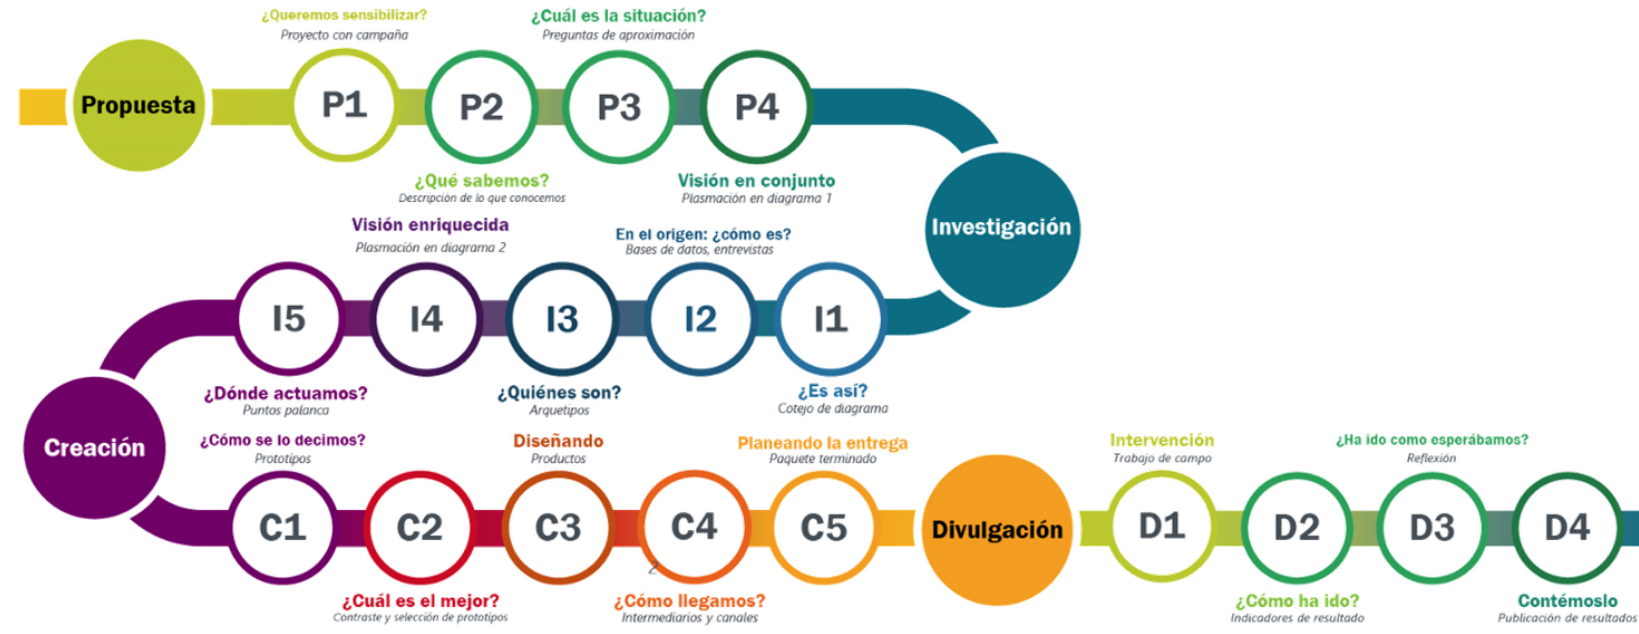 ¿Queremos sensibilizar?
Proyecto con campaña
¿Cuál es la situación?
Preguntas de aproximación
Propuesta
P1
P2
P3
P4
¿Qué sabemos?
Descripción de lo que conocemos
Visión en conjunto
Plasmación en diagrama 1
Investigación
Visión enriquecida
Plasmación en diagrama 2
En el origen: ¿cómo es?
Bases de datos, entrevistas
I5
I4
I3
I2
I1
¿Dónde actuamos?
Puntos palanca
¿Quiénes son?
Arquetipos
¿Es así?
Cotejo de diagrama
Creación
¿Cómo se lo decimos?
Prototipos
Diseñando
Productos
Planeando la entrega
Paquete terminado
Intervención
Trabajo de campo
¿Ha ido como esperábamos?
Reflexión
C1
C2
C3
C4
C5
Divulgación
D1
D2
D3
D4
2
¿Cuál es el mejor?
Contraste y selección de prototipos
¿Cómo llegamos?
Intermediarios y canales
¿Cómo ha ido?
Indicadores de resultado
Contémoslo
Publicación de resultados